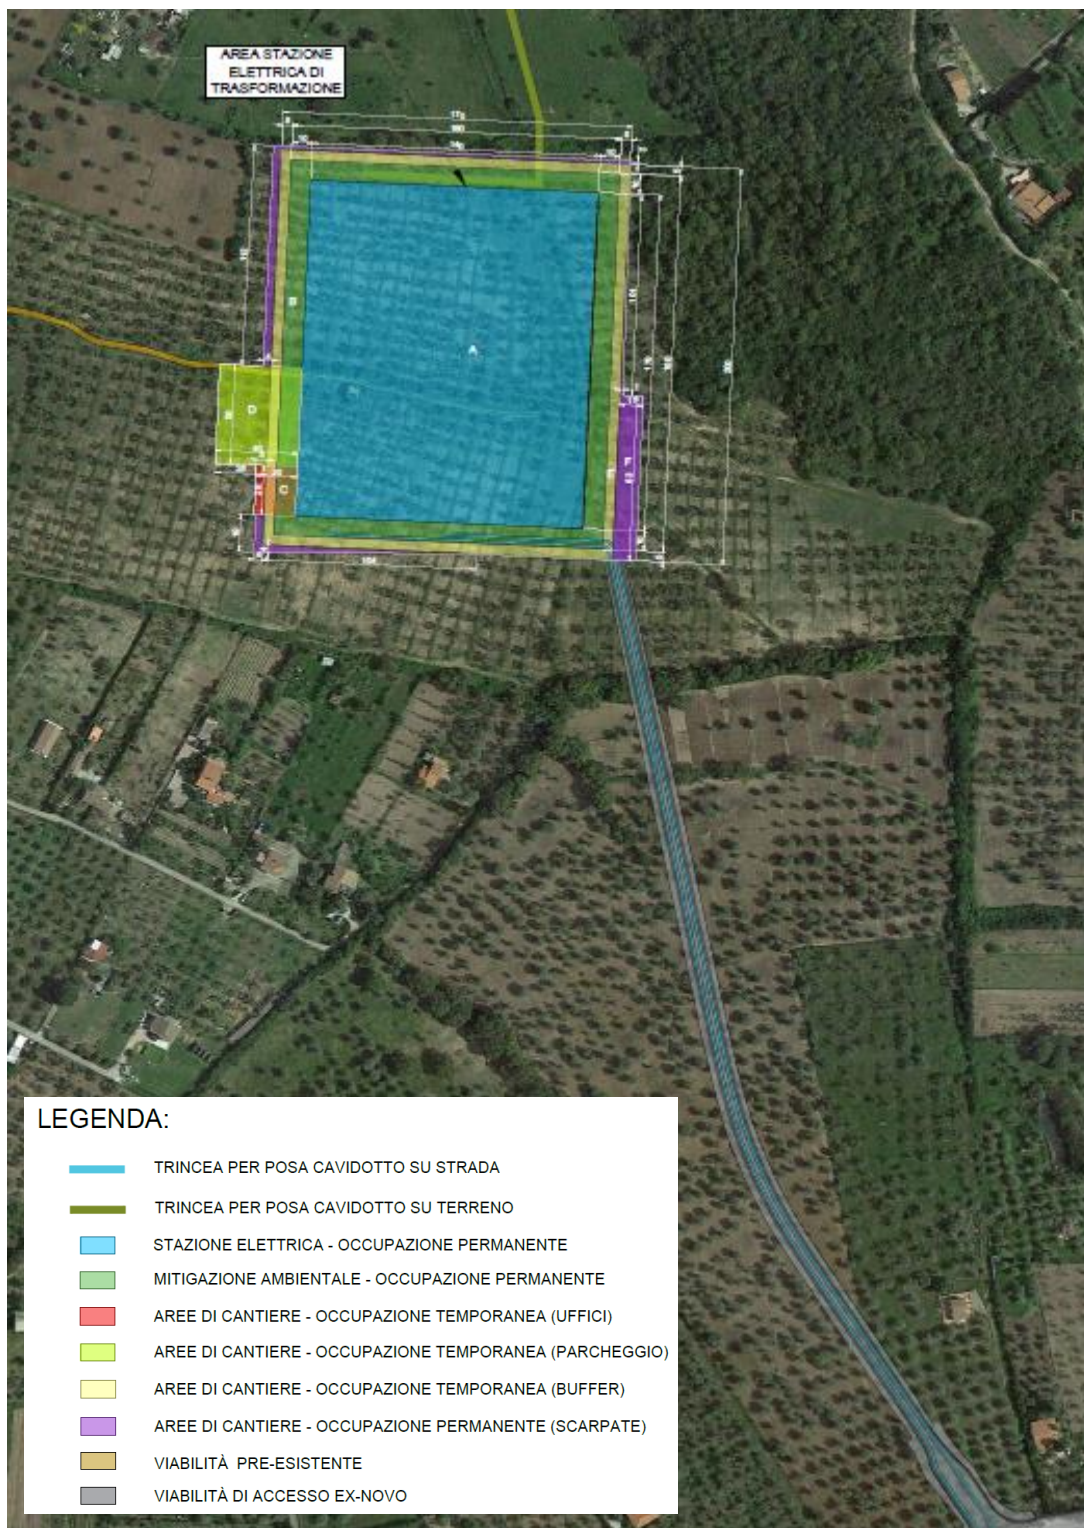 AREA STAZIONE
ELETTRICA DI
TRASFORMAZIONE
LEGENDA:
TRINCEA PER POSA CAVIDOTTO SU STRADA
TRINCEA PER POSA CAVIDOTTO SU TERRENO
STAZIONE ELETTRICA - OCCUPAZIONE PERMANENTE
MITIGAZIONE AMBIENTALE - OCCUPAZIONE PERMANENTE
AREE DI CANTIERE - OCCUPAZIONE TEMPORANEA (UFFICI)
AREE DI CANTIERE - OCCUPAZIONE TEMPORANEA (PARCHEGGIO)
AREE DI CANTIERE - OCCUPAZIONE TEMPORANEA (BUFFER)
AREE DI CANTIERE - OCCUPAZIONE PERMANENTE (SCARPATE)
VIABILITÀ PRE-ESISTENTE
VIABILITÀ DI ACCESSO EX-NOVO